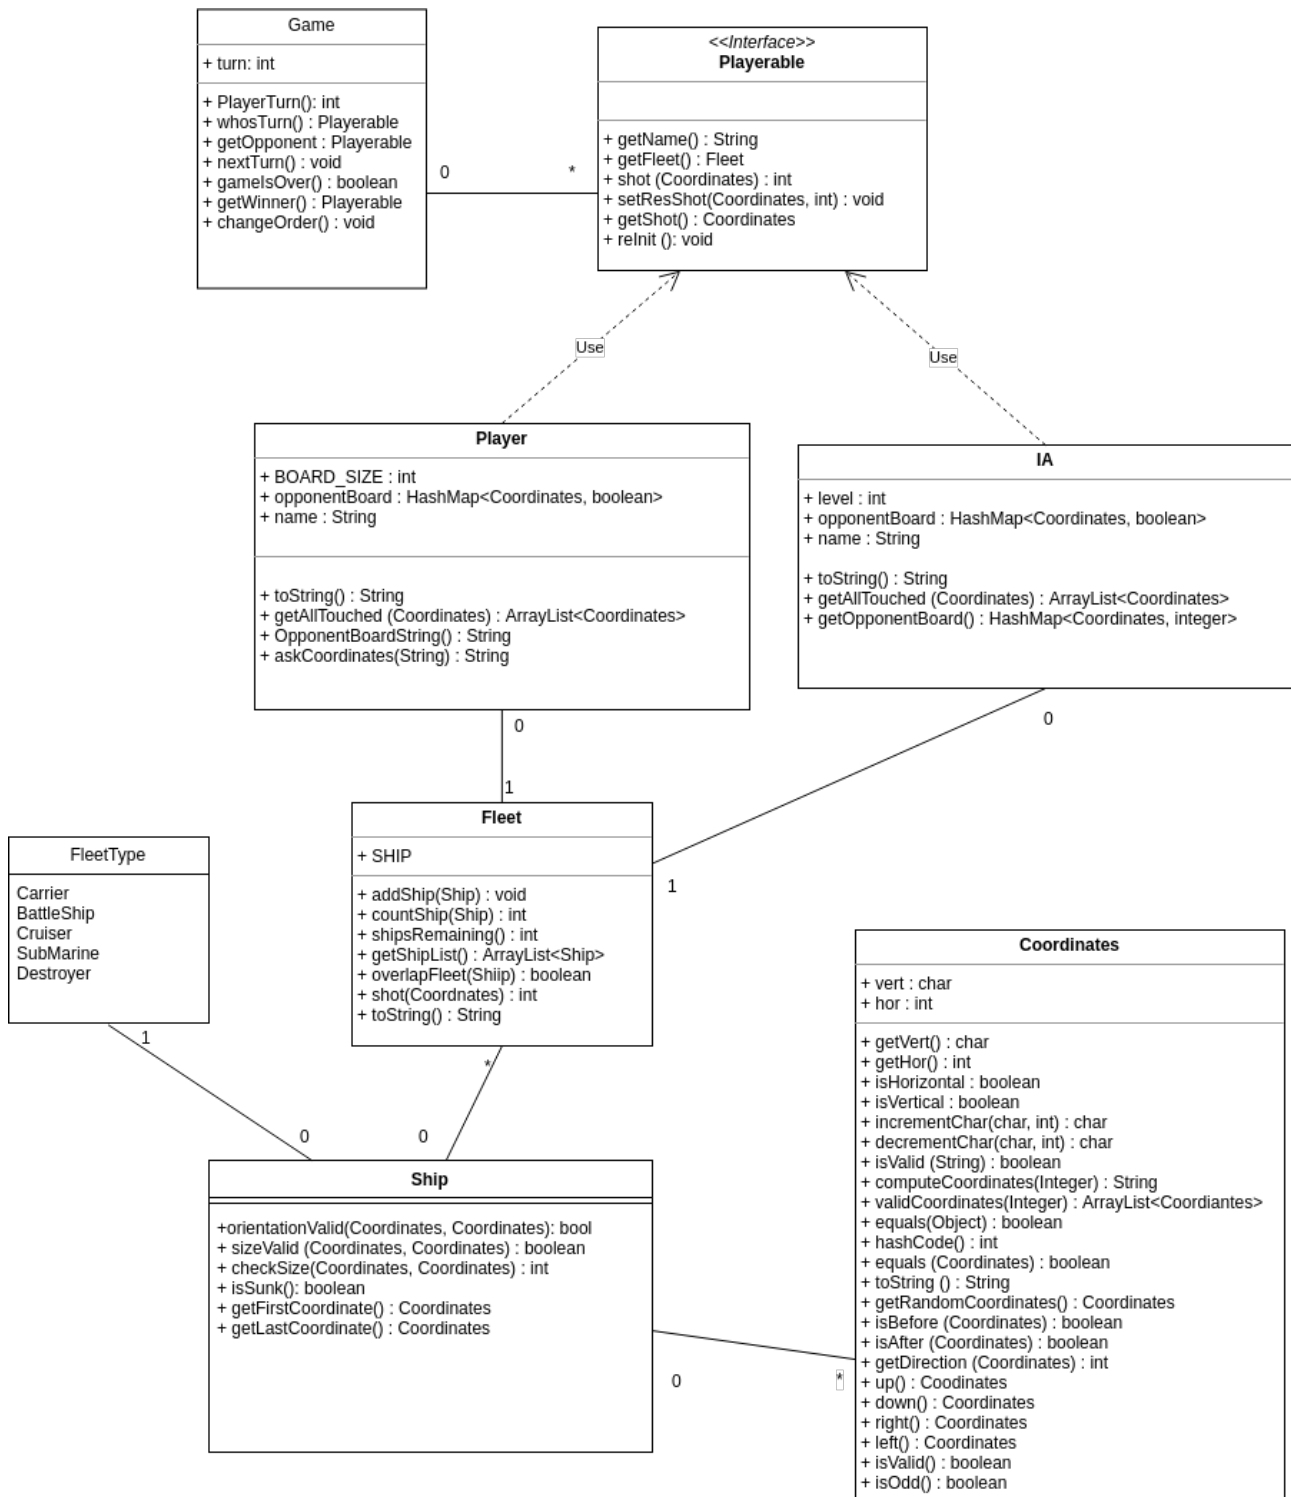 Game
+ turn: int
+ PlayerTurn(): int
+ whosTurn() : Playerable
+ getOpponent : Playerable
+ nextTurn() : void
+ gameIsOver() : boolean
+ getWinner() : Playerable
+ changeOrder() : void
0
*
<<Interface>>
Playerable
+ getName() : String
+ getFleet() : Fleet
+ shot (Coordinates) : int
+ setResShot(Coordinates, int) : void
+ getShot() : Coordinates
+ reInit (): void
Use
Use
Player
+ BOARD_SIZE : int
+ opponentBoard : HashMap<Coordinates, boolean>
+ name : String
+ toString() : String
+ getAllTouched (Coordinates) : ArrayList<Coordinates>
+ OpponentBoardString() : String
+ askCoordinates(String) : String
IA
+ level : int
+ opponentBoard : HashMap<Coordinates, boolean>
+ name : String
+ toString() : String
+ getAllTouched (Coordinates) : ArrayList<Coordinates>
+ getOpponentBoard() : HashMap<Coordinates, integer>
0
1
0
1
Fleet
+ SHIP
+ addShip(Ship) : void
+ countShip(Ship) : int
+ shipsRemaining() : int
+ getShipList() : ArrayList<Ship>
+ overlapFleet(Shiip) : boolean
+ shot(Coordnates) : int
+ toString() : String
FleetType
Carrier
BattleShip
Cruiser
SubMarine
Destroyer
1
0
*
0
Ship
+orientationValid(Coordinates, Coordinates): bool
+ sizeValid (Coordinates, Coordinates) : boolean
+ checkSize(Coordinates, Coordinates) : int
+ isSunk(): boolean
+ getFirstCoordinate() : Coordinates
+ getLastCoordinate() : Coordinates
0
*
Coordinates
+ vert : char
+ hor : int
+ getVert() : char
+ getHor() : int
+ isHorizontal : boolean
+ isVertical : boolean
+ incrementChar(char, int) : char
+ decrementChar(char, int) : char
+ isValid (String) : boolean
+ computeCoordinates(Integer) : String
+ validCoordinates(Integer) : ArrayList<Coordiantes>
+ equals(Object) : boolean
+ hashCode() : int
+ equals (Coordinates) : boolean
+ toString () : String
+ getRandomCoordinates() : Coordinates
+ isBefore (Coordinates) : boolean
+ isAfter (Coordinates) : boolean
+ getDirection (Coordinates) : int
+ up() : Coodinates
+ down() : Coordinates
+ right() : Coordinates
+ left() : Coordinates
+ isValid() : boolean
+ isOdd() : boolean